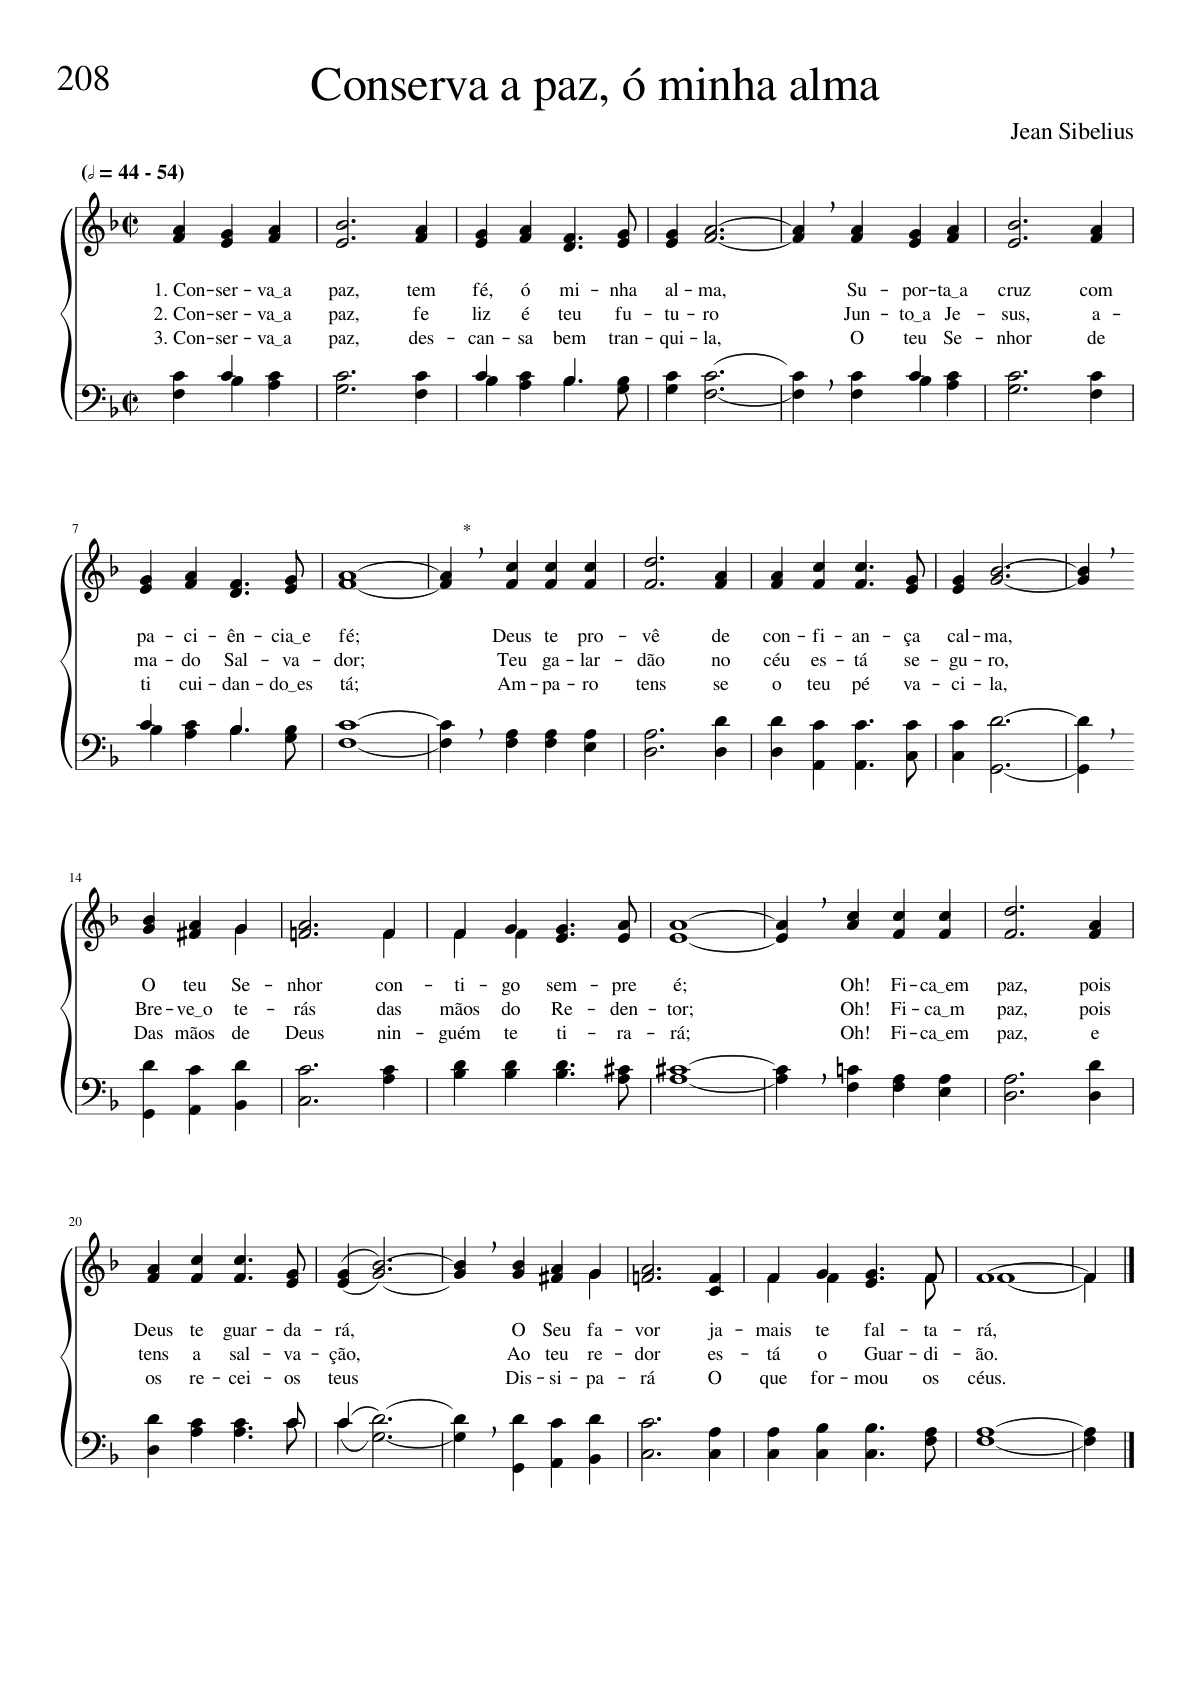 208
Conserva a paz, ó minha alma
Jean Sibelius
(𝅗𝅥 = 44 - 54)
1. Con-ser-va_a paz, tem fé, ó mi-nha al-ma, Su-por-ta_a cruz com
2. Con-ser-va_a paz, fe liz é teu fu-tu-ro Jun-to_a Je-sus, a-
3. Con-ser-va_a paz, des-can-sa bem tran-qui-la, O teu Se-nhor de
7
*
pa-ci-ên-cia_e fé; Deus te pro-vê de con-fi-an-ça cal-ma,
ma-do Sal-va-dor; Teu ga-lar-dão no céu es-tá se-gu-ro,
ti cui-dan-do_es tá; Am-pa-ro tens se o teu pé va-ci-la,
14
O teu Se-nhor con-ti-go sem-pre é; Oh! Fi-ca_em paz, pois
Bre-ve_o te-rás das mãos do Re-den-tor; Oh! Fi-ca_m paz, pois
Das mãos de Deus nin-guém te ti-ra-rá; Oh! Fi-ca_em paz, e
20
Deus te guar-da-rá, O Seu fa-vor ja-mais te fal-ta-rá,
tens a sal-va-ção, Ao teu re-dor es-tá o Guar-di-ão.
os re-cei-os teus Dis-si-pa-rá O que for-mou os céus.